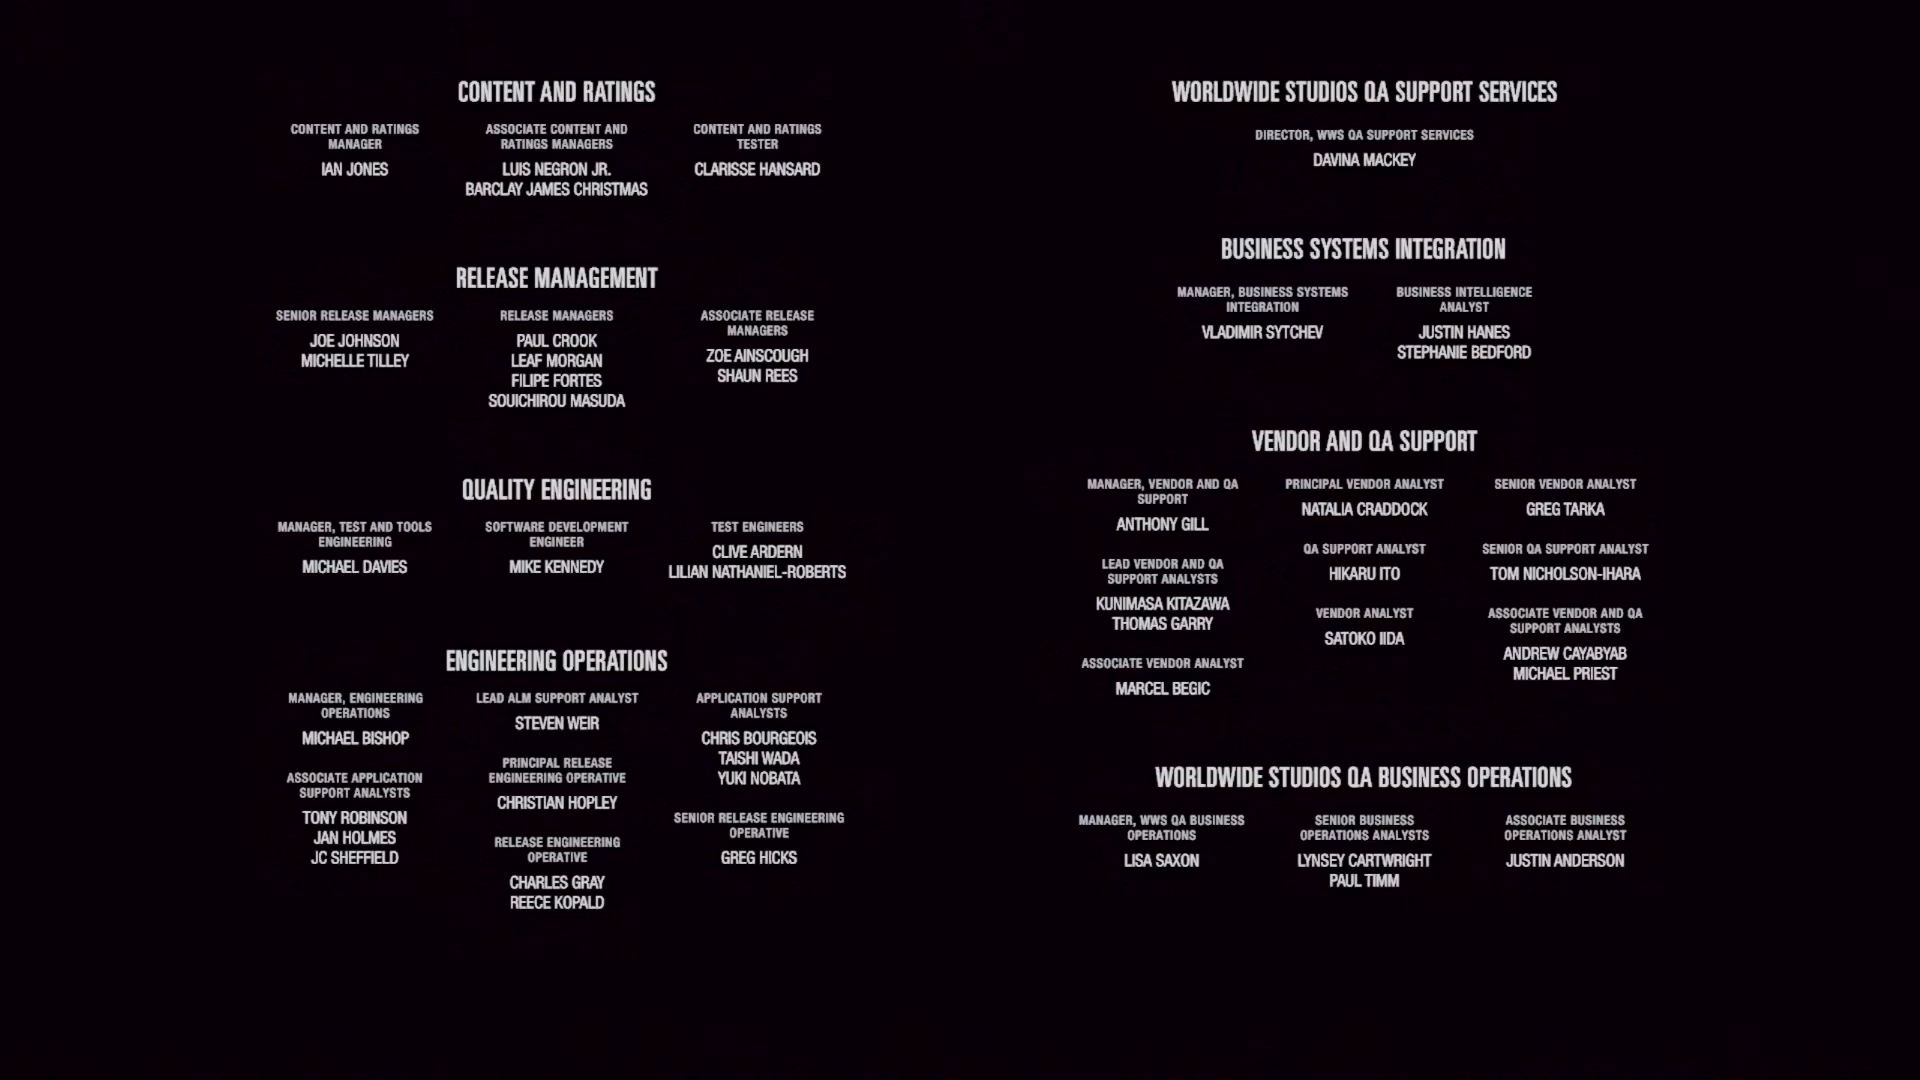 CONTENT AND RATINGS
CONTENT AND RATINGS
MANAGER
IAN JONES
ASSOCIATE CONTENT AND
RATINGS MANAGERS
LUIS NEGRON JR.
BARCLAY JAMES CHRISTMAS
CONTENT AND RATINGS
TESTER
CLARISSE HANSARD
RELEASE MANAGEMENT
SENIOR RELEASE MANAGERS
JOE JOHNSON
MICHELLE TILLEY
RELEASE MANAGERS
PAUL CROOK
LEAF MORGAN
FILIPE FORTES
SOUICHIROU MASUDA
ASSOCIATE RELEASE
MANAGERS
ZOE AINSCOUGH
SHAUN REES
QUALITY ENGINEERING
MANAGER, TEST AND TOOLS
ENGINEERING
MICHAEL DAVIES
SOFTWARE DEVELOPMENT
ENGINEER
MIKE KENNEDY
TEST ENGINEERS
CLIVE ARDERN
LILIAN NATHANIEL-ROBERTS
ENGINEERING OPERATIONS
MANAGER, ENGINEERING
OPERATIONS
MICHAEL BISHOP
ASSOCIATE APPLICATION
SUPPORT ANALYSTS
TONY ROBINSON
JAN HOLMES
JC SHEFFIELD
LEAD ALM SUPPORT ANALYST
STEVEN WEIR
PRINCIPAL RELEASE
ENGINEERING OPERATIVE
CHRISTIAN HOPLEY
RELEASE ENGINEERING
OPERATIVE
CHARLES GRAY
REECE KOPALD
APPLICATION SUPPORT
ANALYSTS
CHRIS BOURGEOIS
TAISHI WADA
YUKI NOBATA
SENIOR RELEASE ENGINEERING
OPERATIVE
GREG HICKS
WORLDWIDE STUDIOS QA SUPPORT SERVICES
DIRECTOR, WWS QA SUPPORT SERVICES
DAVINA MACKEY
BUSINESS SYSTEMS INTEGRATION
MANAGER, BUSINESS SYSTEMS
INTEGRATION
VLADIMIR SYTCHEV
BUSINESS INTELLIGENCE
ANALYST
JUSTIN HANES
STEPHANIE BEDFORD
VENDOR AND QA SUPPORT
MANAGER, VENDOR AND QA
SUPPORT
ANTHONY GILL
LEAD VENDOR AND QA
SUPPORT ANALYSTS
KUNIMASA KITAZAWA
THOMAS GARRY
ASSOCIATE VENDOR ANALYST
MARCEL BEGIC
PRINCIPAL VENDOR ANALYST
NATALIA CRADDOCK
QA SUPPORT ANALYST
HIKARU ITO
VENDOR ANALYST
SATOKO IIDA
SENIOR VENDOR ANALYST
GREG TARKA
SENIOR QA SUPPORT ANALYST
TOM NICHOLSON-IHARA
ASSOCIATE VENDOR AND QA
SUPPORT ANALYSTS
ANDREW CAYABYAB
MICHAEL PRIEST
WORLDWIDE STUDIOS QA BUSINESS OPERATIONS
MANAGER, WWS QA BUSINESS
OPERATIONS
LISA SAXON
SENIOR BUSINESS
OPERATIONS ANALYSTS
LYNSEY CARTWRIGHT
PAUL TIMM
ASSOCIATE BUSINESS
OPERATIONS ANALYST
JUSTIN ANDERSON